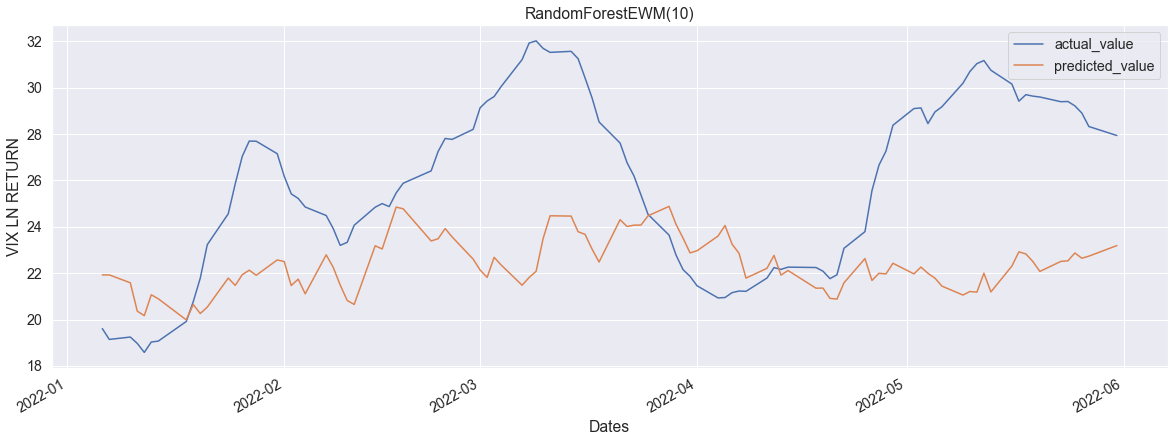 RandomForestEWM(10)
actual_value
predicted_value
VIX LN RETURN
32
30
28
26
24
22
20
18
2022-01
2022-02
2022-03
2022-04
2022-05
2022-06
Dates